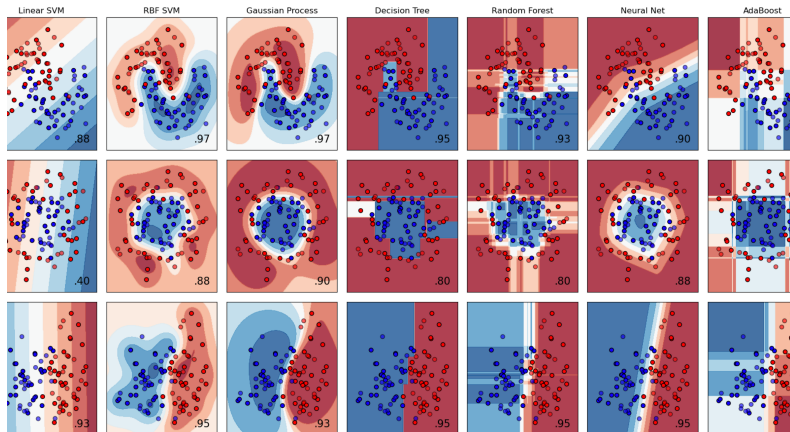 Linear SVM RBF SVM Gaussian Process Decision Tree Random Forest Neural Net AdaBoost
.88 .97 .97 .95 .93 .90
.40 .88 .90 .80 .80 .88
.93 .95 .93 .95 .95 .95